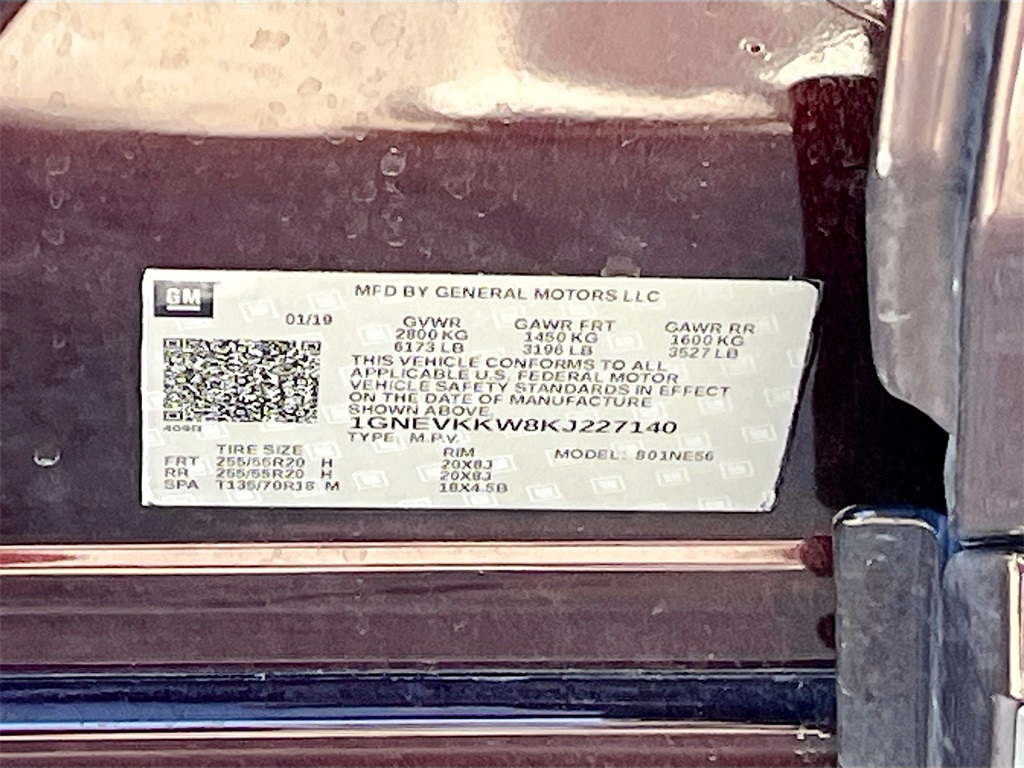 GM
MFD BY GENERAL MOTORS LLC
01/19
GVWR GAWR FRT GAWR RR
2800 KG 1450 KG 1600 KG
6173 LB 3196 LB 3527 LB
THIS VEHICLE CONFORMS TO ALL
APPLICABLE U.S. FEDERAL MOTOR
VEHICLE SAFETY STANDARDS IN EFFECT
ON THE DATE OF MANUFACTURE
SHOWN ABOVE
1GNEVKKW8KJ227140
TYPE: M.P.V.
MODEL: 801NE56
TIRE SIZE RIM
FRT 255/55R20 H 20X8J
RR 255/55R20 H 20X8J
SPA T135/70R18 M 18X4.5B